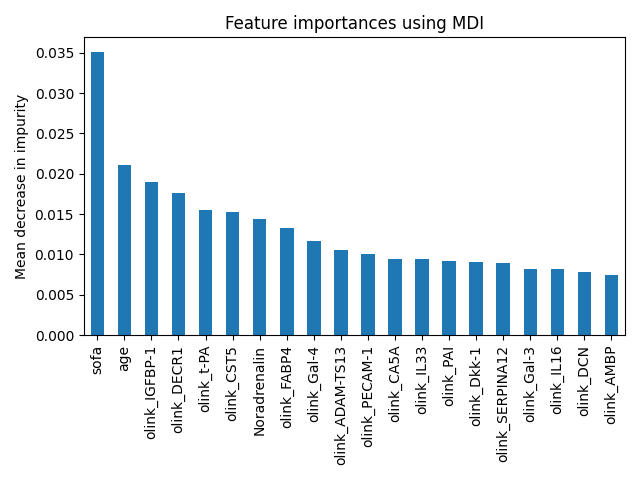 Feature importances using MDI
Mean decrease in impurity
0.035
0.030
0.025
0.020
0.015
0.010
0.005
0.000
sofa
age
olink_IGFBP-1
olink_DECR1
olink_t-PA
olink_CST5
Noradrenalin
olink_FABP4
olink_Gal-4
olink_ADAM-TS13
olink_PECAM-1
olink_CA5A
olink_IL33
olink_PAI
olink_Dkk-1
olink_SERPINA12
olink_Gal-3
olink_IL16
olink_DCN
olink_AMBP